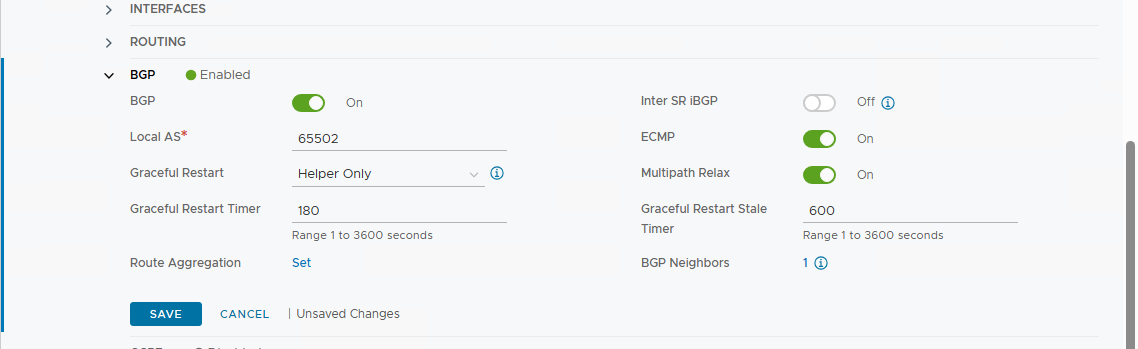 INTERFACES
ROUTING
BGP Enabled
BGP On Inter SR iBGP Off
Local AS* 65502 ECMP On
Graceful Restart Helper Only Multipath Relax On
Graceful Restart Timer 180 Graceful Restart Stale Timer 600
Range 1 to 3600 seconds Range 1 to 3600 seconds
Route Aggregation Set BGP Neighbors 1
SAVE CANCEL | Unsaved Changes